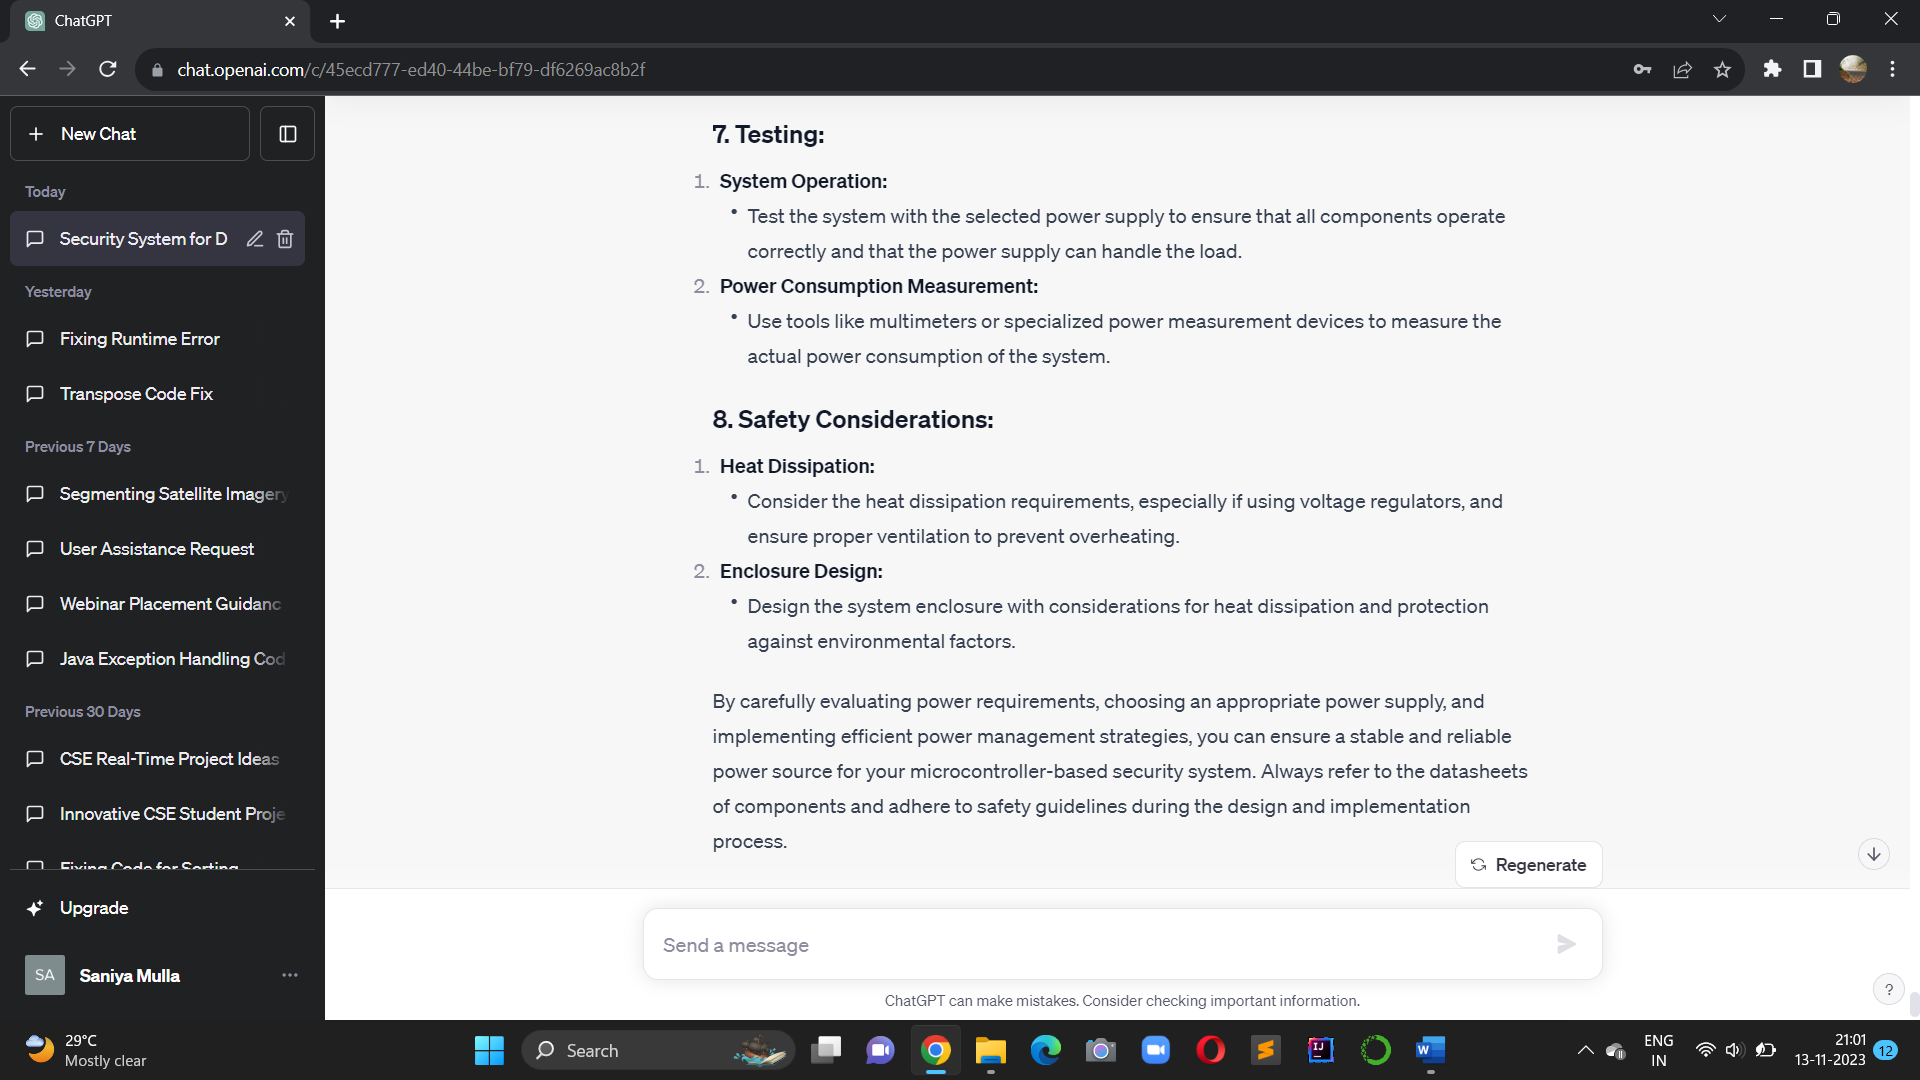 ChatGPT
chat.openai.com/c/45ecd777-ed40-44be-bf79-df6269ac8b2f
New Chat
Today
Security System for D
Yesterday
Fixing Runtime Error
Transpose Code Fix
Previous 7 Days
Segmenting Satellite Imagery
User Assistance Request
Webinar Placement Guidanc
Java Exception Handling Cod
Previous 30 Days
CSE Real-Time Project Ideas
Innovative CSE Student Proje
Fixing Code for Sorting
Upgrade
SA Saniya Mulla
7. Testing:
1. System Operation:
• Test the system with the selected power supply to ensure that all components operate
correctly and that the power supply can handle the load.
2. Power Consumption Measurement:
• Use tools like multimeters or specialized power measurement devices to measure the
actual power consumption of the system.
8. Safety Considerations:
1. Heat Dissipation:
• Consider the heat dissipation requirements, especially if using voltage regulators, and
ensure proper ventilation to prevent overheating.
2. Enclosure Design:
• Design the system enclosure with considerations for heat dissipation and protection
against environmental factors.
By carefully evaluating power requirements, choosing an appropriate power supply, and
implementing efficient power management strategies, you can ensure a stable and reliable
power source for your microcontroller-based security system. Always refer to the datasheets
of components and adhere to safety guidelines during the design and implementation
process.
Regenerate
Send a message
ChatGPT can make mistakes. Consider checking important information.
?
29°C
Mostly clear
Search
IJ
W
ENG
IN
21:01
13-11-2023
12